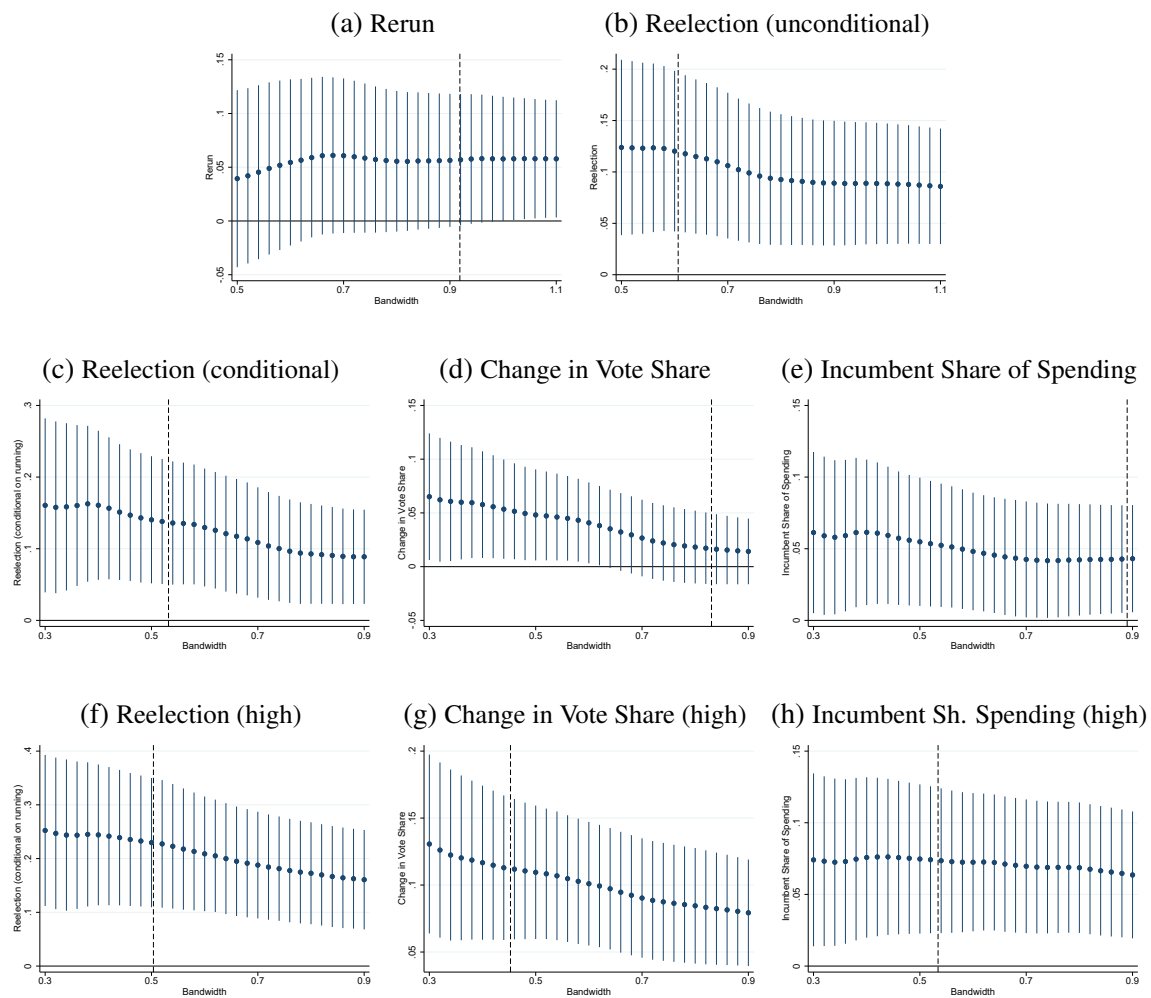 (a) Rerun
(b) Reelection (unconditional)
.15
.1
.05
0
-.05
Rerun
0.5
0.7
0.9
1.1
Bandwidth
.2
.15
.1
.05
0
Reelection
0.5
0.7
0.9
1.1
Bandwidth
(c) Reelection (conditional)
(d) Change in Vote Share
(e) Incumbent Share of Spending
.3
.2
.1
0
Reelection (conditional on running)
0.3
0.5
0.7
0.9
Bandwidth
.15
.1
.05
0
-.05
Change in Vote Share
0.3
0.5
0.7
0.9
Bandwidth
.15
.1
.05
0
Incumbent Share of Spending
0.3
0.5
0.7
0.9
Bandwidth
(f) Reelection (high)
(g) Change in Vote Share (high)
(h) Incumbent Sh. Spending (high)
.4
.3
.2
.1
0
Reelection (conditional on running)
0.3
0.5
0.7
0.9
Bandwidth
.2
.15
.1
.05
Change in Vote Share
0.3
0.5
0.7
0.9
Bandwidth
.15
.1
.05
0
Incumbent Share of Spending
0.3
0.5
0.7
0.9
Bandwidth